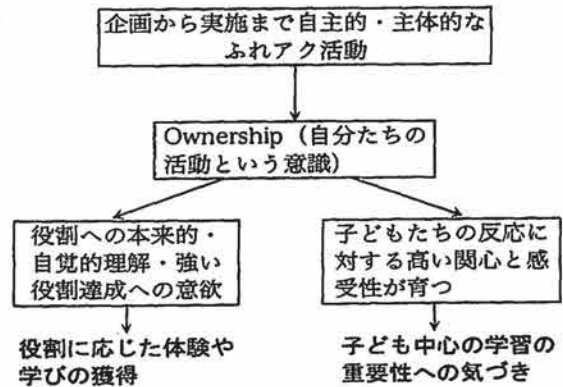 企画から実施まで自主的・主体的な
ふれアク活動
Ownership（自分たちの
活動という意識）
役割への本来的・
自覚的理解・強い
役割達成への意欲
子どもたちの反応に
対する高い関心と感
受性が育つ
役割に応じた体験や
学びの獲得
子ども中心の学習の
重要性への気づき